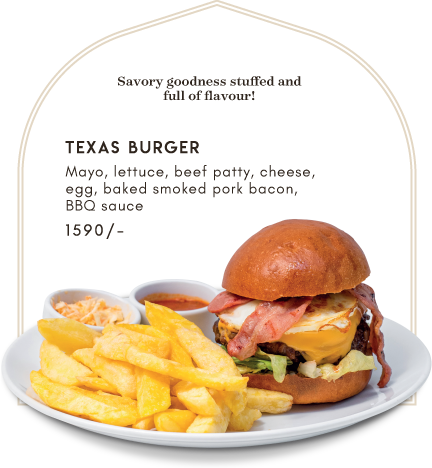 Savory goodness stuffed and
full of flavour!
TEXAS BURGER
Mayo, lettuce, beef patty, cheese,
egg, baked smoked pork bacon,
BBQ sauce
1590/-